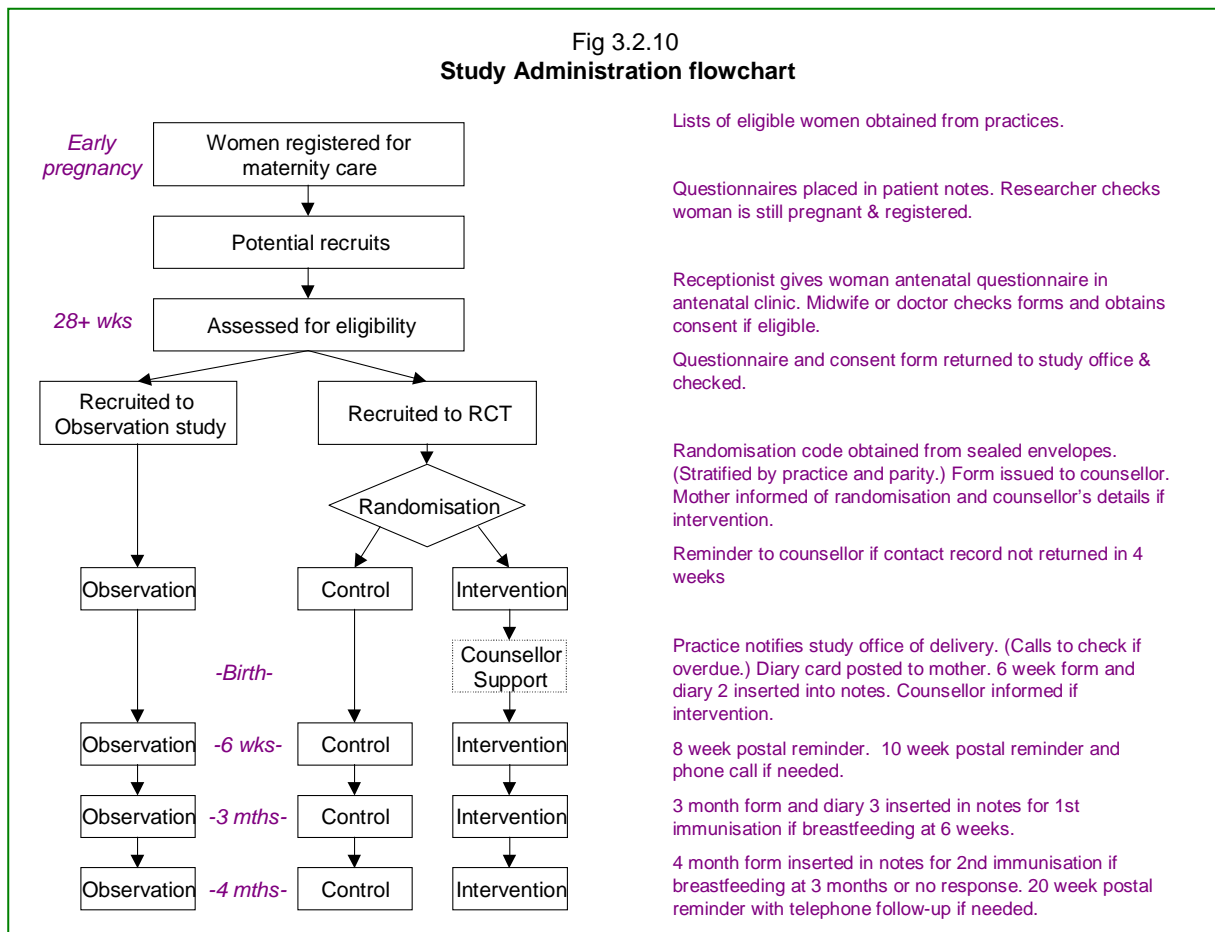 Fig 3.2.10
Study Administration flowchart
Early
pregnancy
Women registered for
maternity care
Lists of eligible women obtained from practices.
Questionnaires placed in patient notes. Researcher checks
woman is still pregnant & registered.
Potential recruits
28+ wks
Assessed for eligibility
Receptionist gives woman antenatal questionnaire in
antenatal clinic. Midwife or doctor checks forms and obtains
consent if eligible.
Questionnaire and consent form returned to study office &
checked.
Recruited to
Observation study
Recruited to RCT
Randomisation
Randomisation code obtained from sealed envelopes.
(Stratified by practice and parity.) Form issued to counsellor.
Mother informed of randomisation and counsellor's details if
intervention.
Reminder to counsellor if contact record not returned in 4
weeks
Observation
Control
Intervention
-Birth-
Counsellor
Support
Practice notifies study office of delivery. (Calls to check if
overdue.) Diary card posted to mother. 6 week form and
diary 2 inserted into notes. Counsellor informed if
intervention.
Observation
-6 wks-
Control
Intervention
8 week postal reminder.  10 week postal reminder and
phone call if needed.
Observation
-3 mths-
Control
Intervention
3 month form and diary 3 inserted in notes for 1st
immunisation if breastfeeding at 6 weeks.
Observation
-4 mths-
Control
Intervention
4 month form inserted in notes for 2nd immunisation if
breastfeeding at 3 months or no response. 20 week postal
reminder with telephone follow-up if needed.